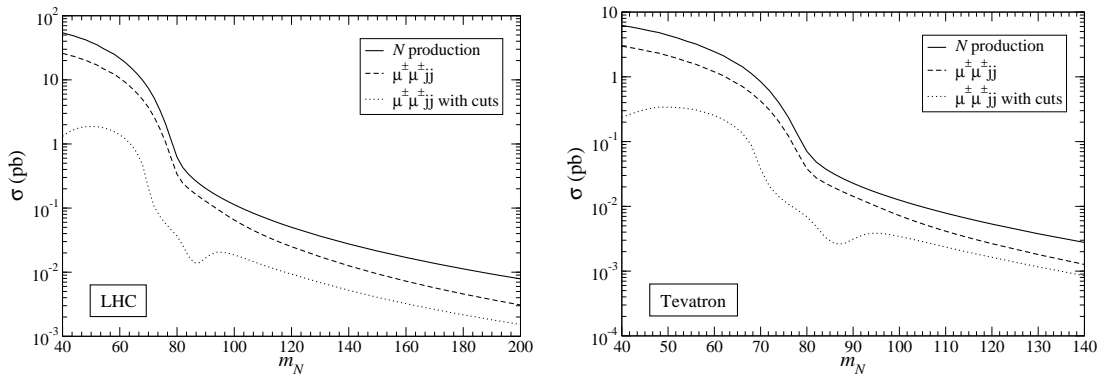 10²
10
1
10⁻¹
10⁻²
10⁻³
σ (pb)
N production
μ±μ±jj
μ±μ±jj with cuts
LHC
40 60 80 100 120 140 160 180 200
m_N
10
1
10⁻¹
10⁻²
10⁻³
10⁻⁴
σ (pb)
N production
μ±μ±jj
μ±μ±jj with cuts
Tevatron
40 50 60 70 80 90 100 110 120 130 140
m_N